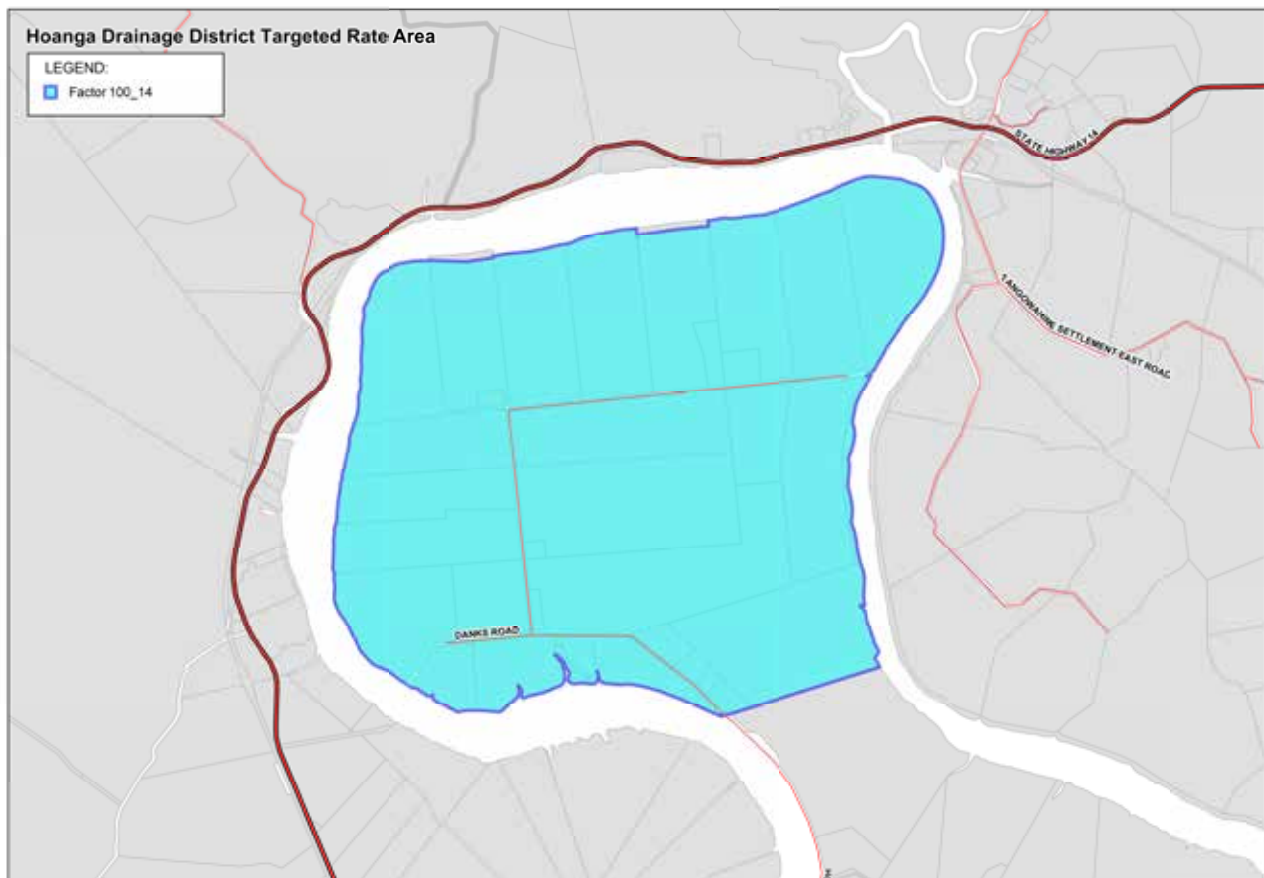 Hoanga Drainage District Targeted Rate Area
LEGEND:
Factor 100_14
STATE HIGHWAY 14
TANGOWAHINE SETTLEMENT EAST ROAD
DANKS ROAD